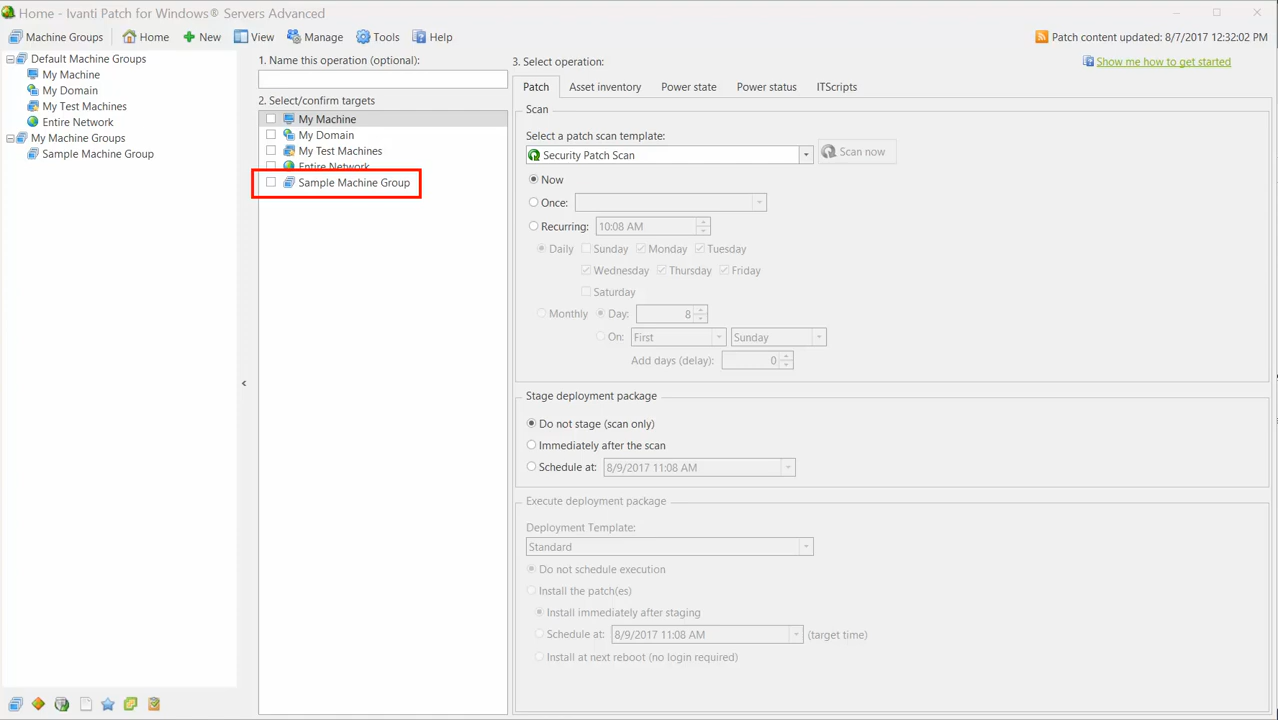 Home - Ivanti Patch for Windows® Servers Advanced
Machine Groups Home New View Manage Tools Help Patch content updated: 8/7/2017 12:32:02 PM
Show me how to get started
Default Machine Groups
My Machine
My Domain
My Test Machines
Entire Network
My Machine Groups
Sample Machine Group
1. Name this operation (optional):
2. Select/confirm targets
My Machine
My Domain
My Test Machines
Entire Network
Sample Machine Group
3. Select operation:
Patch Asset inventory Power state Power status ITScripts
Scan
Select a patch scan template:
Security Patch Scan Scan now
Now
Once:
Recurring: 10:08 AM
Daily Sunday Monday Tuesday
Wednesday Thursday Friday
Saturday
Monthly Day: 8
On: First Sunday
Add days (delay): 0
Stage deployment package
Do not stage (scan only)
Immediately after the scan
Schedule at: 8/9/2017 11:08 AM
Execute deployment package
Deployment Template:
Standard
Do not schedule execution
Install the patch(es)
Install immediately after staging
Schedule at: 8/9/2017 11:08 AM (target time)
Install at next reboot (no login required)